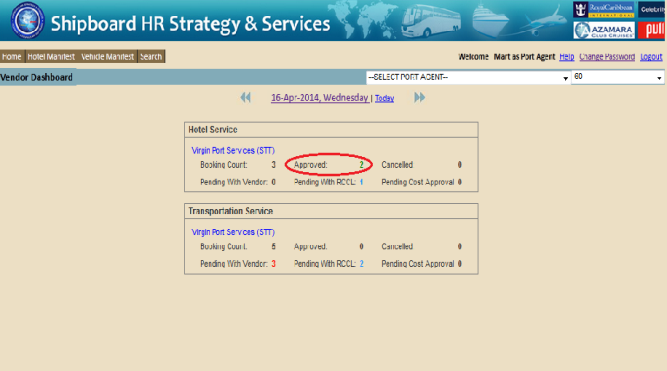 Shipboard HR Strategy & Services
RoyalCaribbean
INTERNATIONAL
Celebrit
AZAMARA
CLUB CRUISES
pull
Home Hotel Manifest Vehicle Manifest Search
Welcome Mart as Port Agent Help Change Password Logout
Vendor Dashboard --SELECT PORT AGENT-- 60
16-Apr-2014, Wednesday | Today
Hotel Service
Virgin Port Services (STT)
Booking Count: 3 Approved: 2 Cancelled 0
Pending With Vendor: 0 Pending With RCCL: 1 Pending Cost Approval 0
Transportation Service
Virgin Port Services (STT)
Booking Count: 5 Approved: 0 Cancelled 0
Pending With Vendor: 3 Pending With RCCL: 2 Pending Cost Approval 0